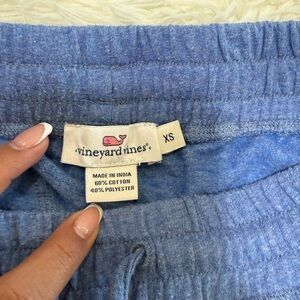 vineyard vines®
XS
MADE IN INDIA
60% COTTON
40% POLYESTER